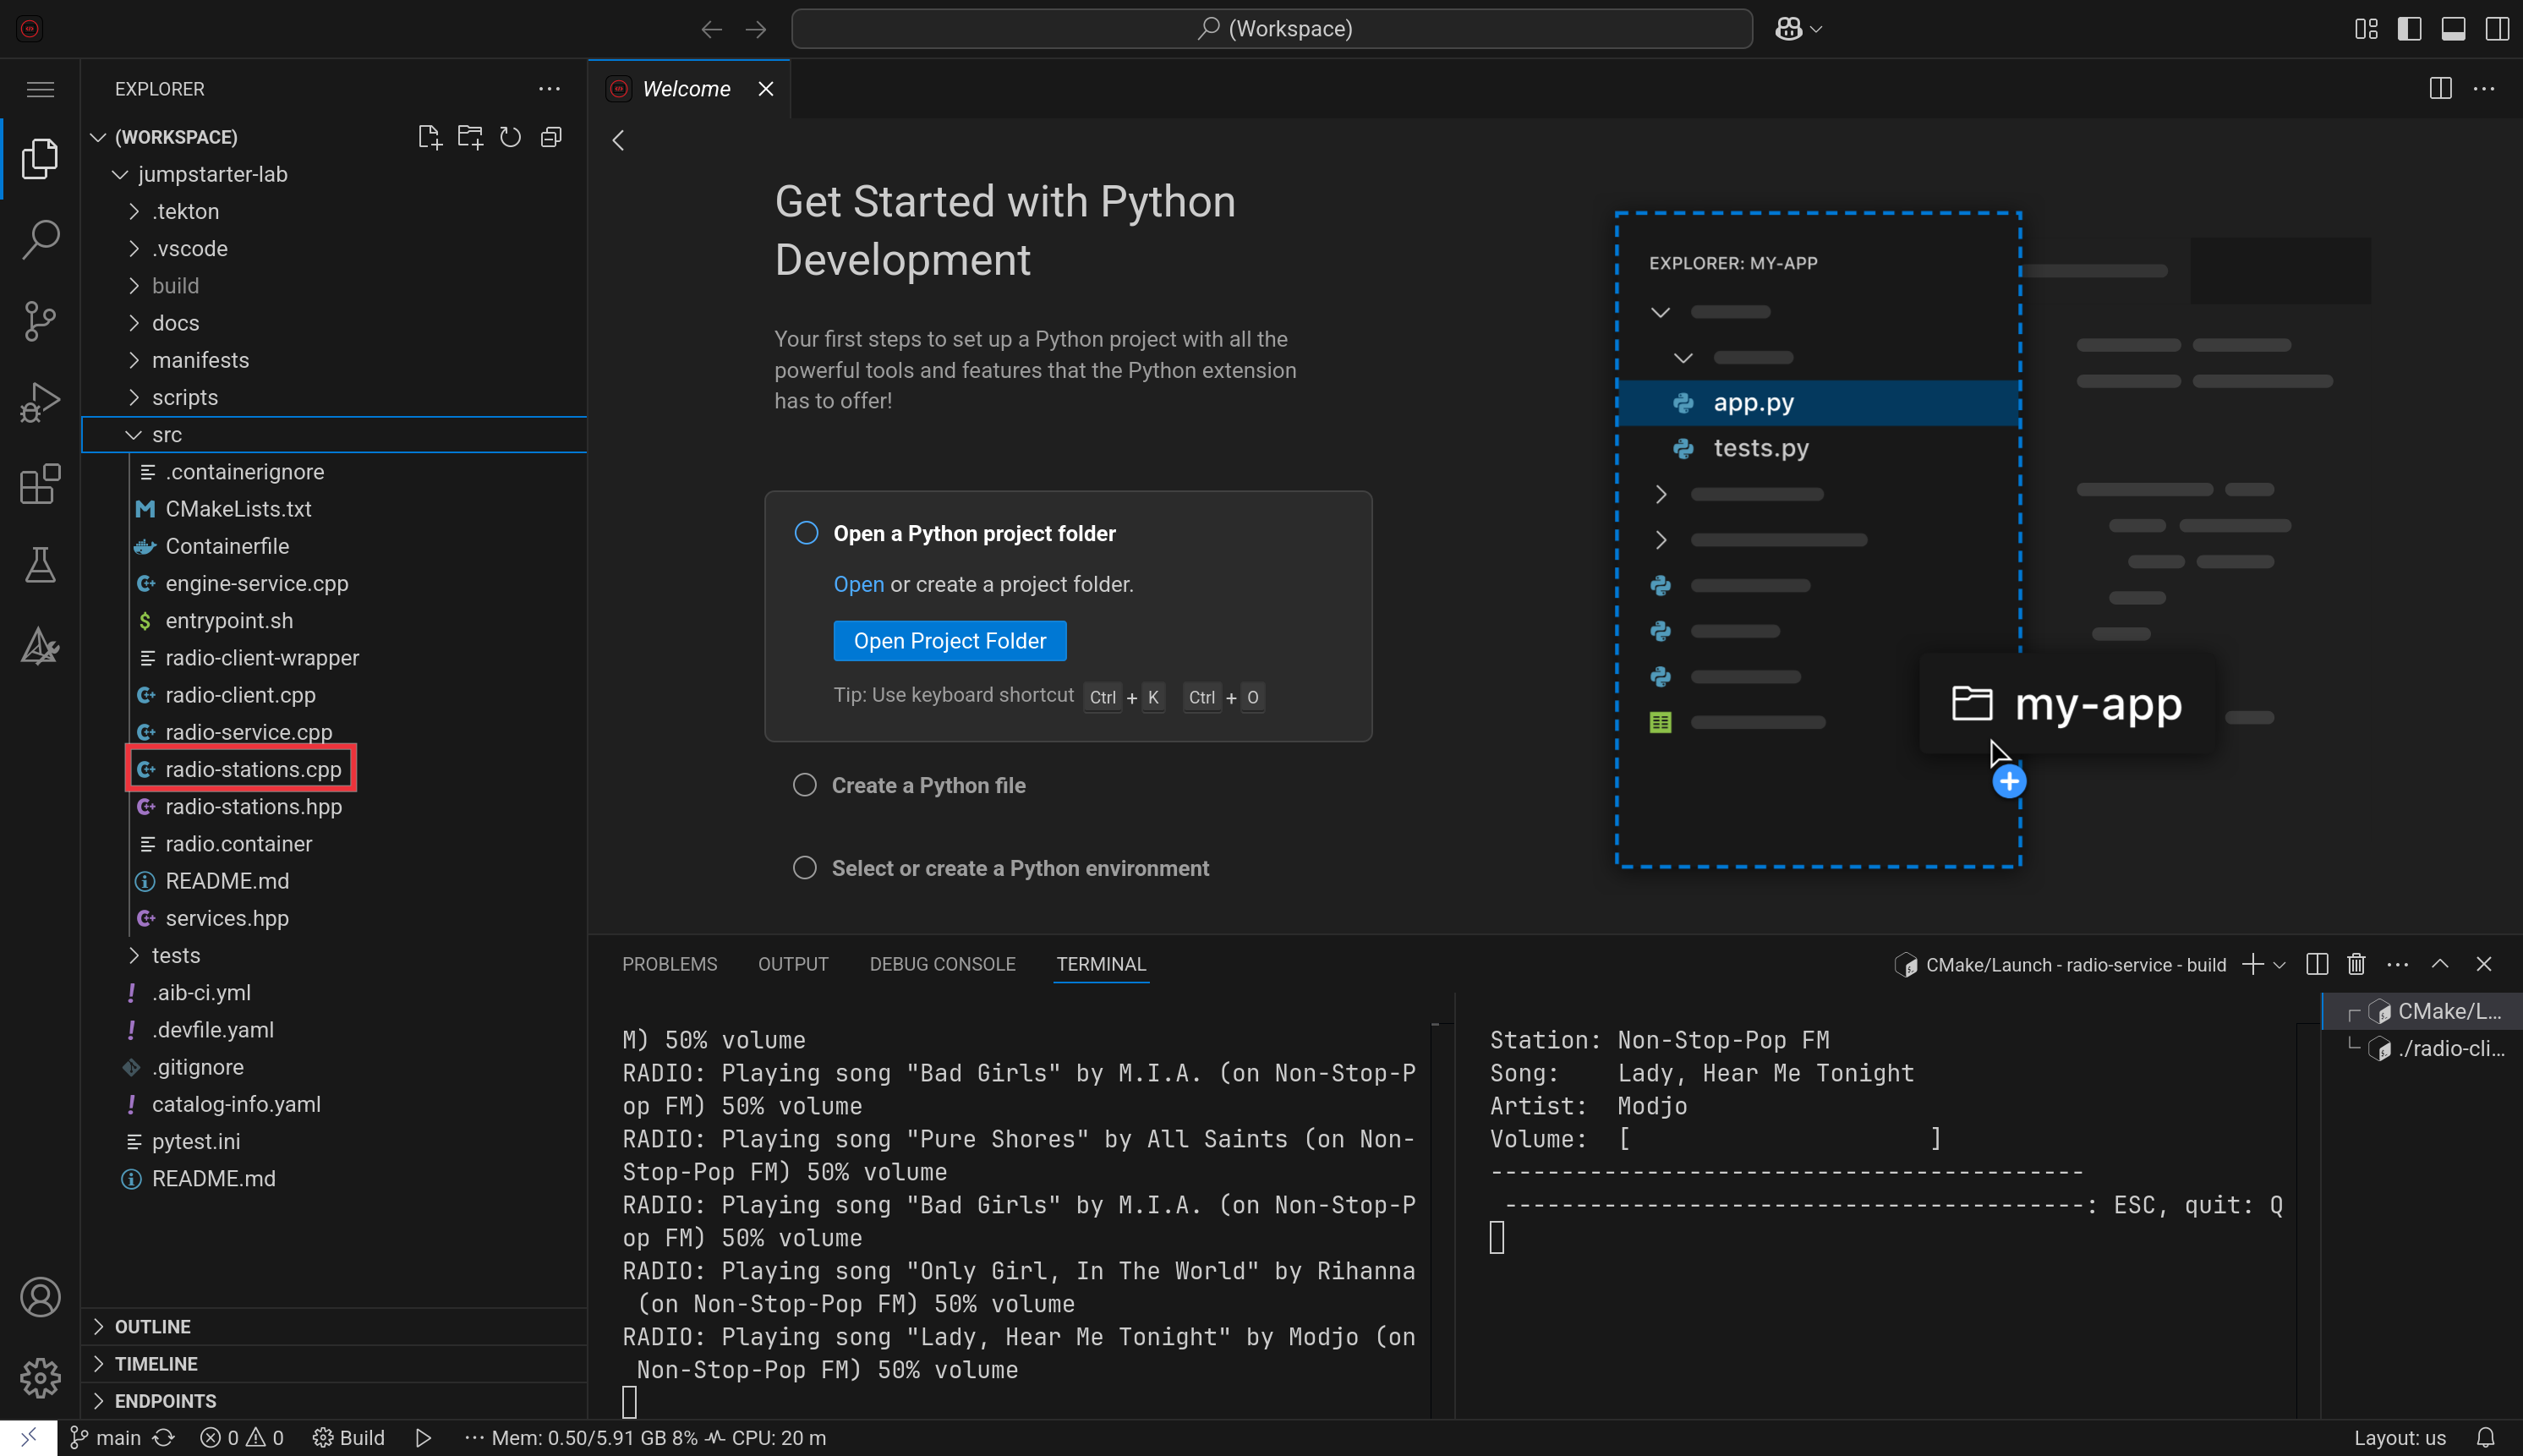 (Workspace)
EXPLORER
Welcome
(WORKSPACE)
jumpstarter-lab
.tekton
.vscode
build
docs
manifests
scripts
src
.containerignore
CMakeLists.txt
Containerfile
engine-service.cpp
entrypoint.sh
radio-client-wrapper
radio-client.cpp
radio-service.cpp
radio-stations.cpp
radio-stations.hpp
radio.container
README.md
services.hpp
tests
.aib-ci.yml
.devfile.yaml
.gitignore
catalog-info.yaml
pytest.ini
README.md
OUTLINE
TIMELINE
ENDPOINTS
Get Started with Python
Development
Your first steps to set up a Python project with all the
powerful tools and features that the Python extension
has to offer!
Open a Python project folder
Open or create a project folder.
Open Project Folder
Tip: Use keyboard shortcut Ctrl + K Ctrl + O
Create a Python file
Select or create a Python environment
EXPLORER: MY-APP
app.py
tests.py
my-app
PROBLEMS OUTPUT DEBUG CONSOLE TERMINAL
CMake/Launch - radio-service - build
M) 50% volume
RADIO: Playing song "Bad Girls" by M.I.A. (on Non-Stop-P
op FM) 50% volume
RADIO: Playing song "Pure Shores" by All Saints (on Non-
Stop-Pop FM) 50% volume
RADIO: Playing song "Bad Girls" by M.I.A. (on Non-Stop-P
op FM) 50% volume
RADIO: Playing song "Only Girl, In The World" by Rihanna
(on Non-Stop-Pop FM) 50% volume
RADIO: Playing song "Lady, Hear Me Tonight" by Modjo (on
Non-Stop-Pop FM) 50% volume
Station: Non-Stop-Pop FM
Song: Lady, Hear Me Tonight
Artist: Modjo
Volume: [ ]
------------------------------------------
-----------------------------------------: ESC, quit: Q
CMake/L...
./radio-cli...
main 0 0 Build ··· Mem: 0.50/5.91 GB 8% CPU: 20 m
Layout: us